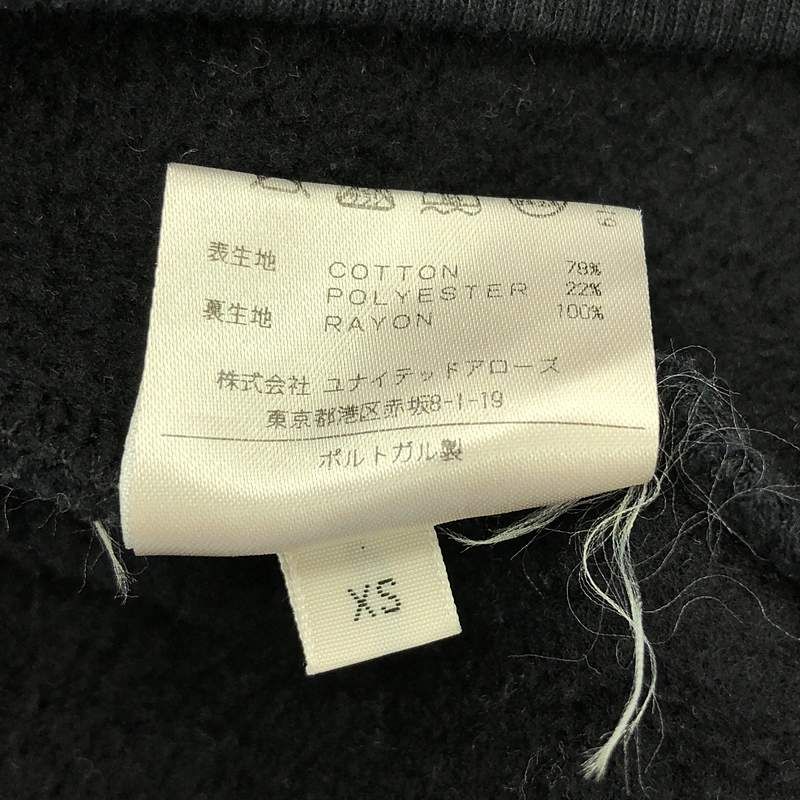 表生地 COTTON 78%
POLYESTER 22%
裏生地 RAYON 100%
株式会社 ユナイテッドアローズ
東京都港区赤坂8-1-19
ポルトガル製
XS